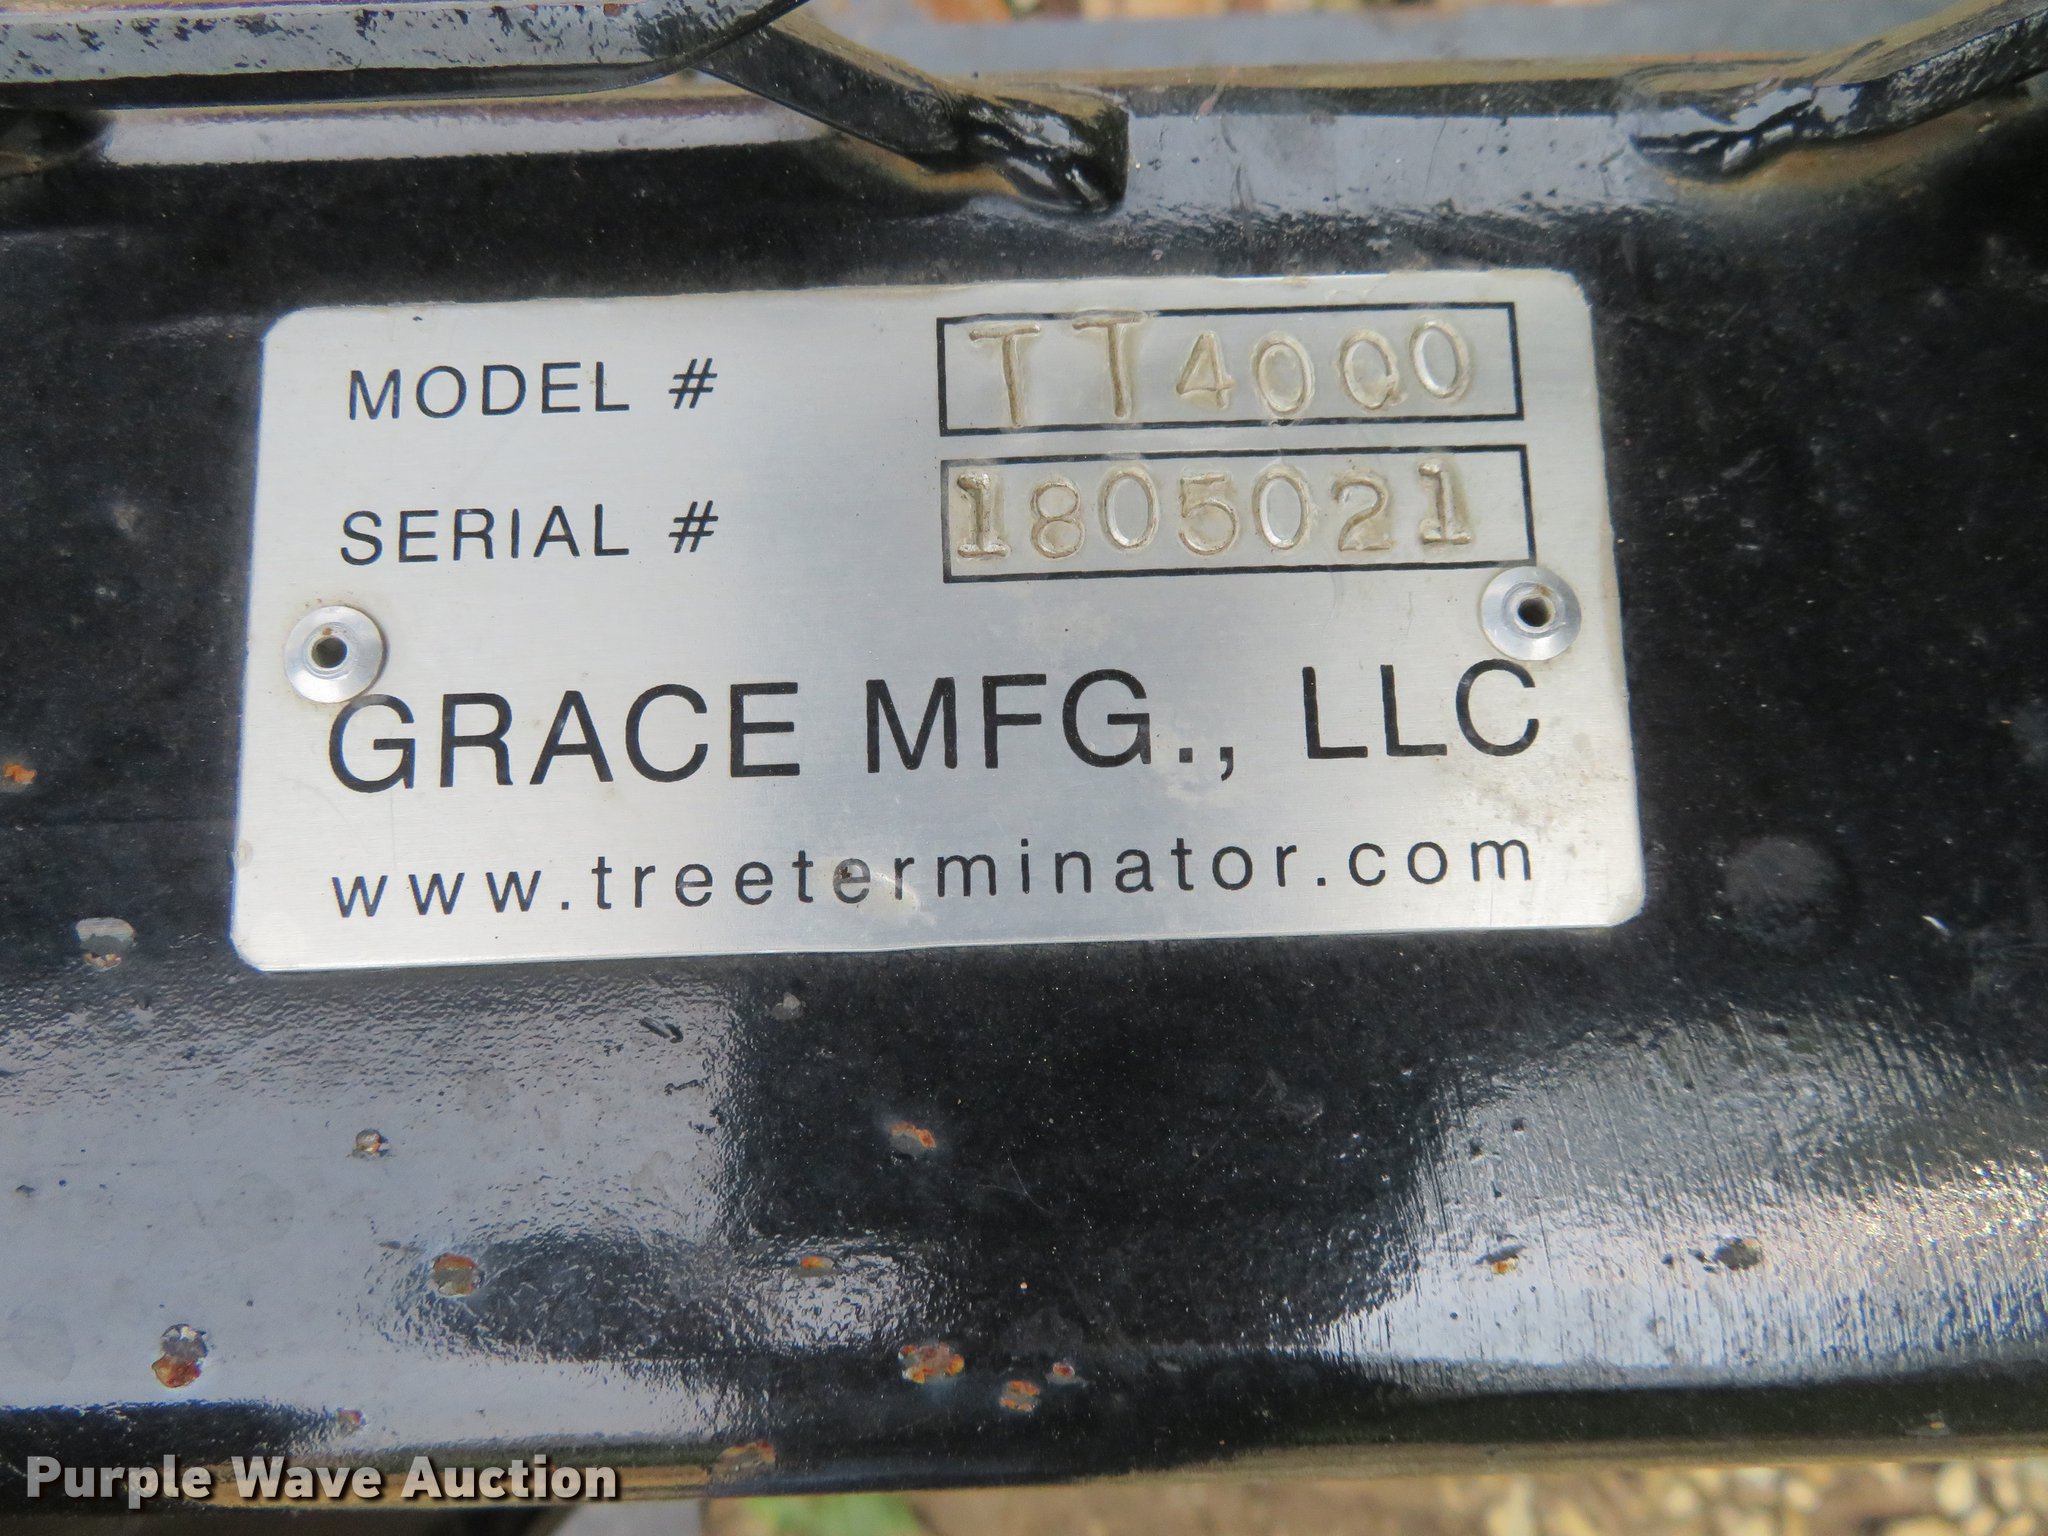 MODEL # TT4000
SERIAL # 1805021
GRACE MFG., LLC
www.treeterminator.com
Purple Wave Auction